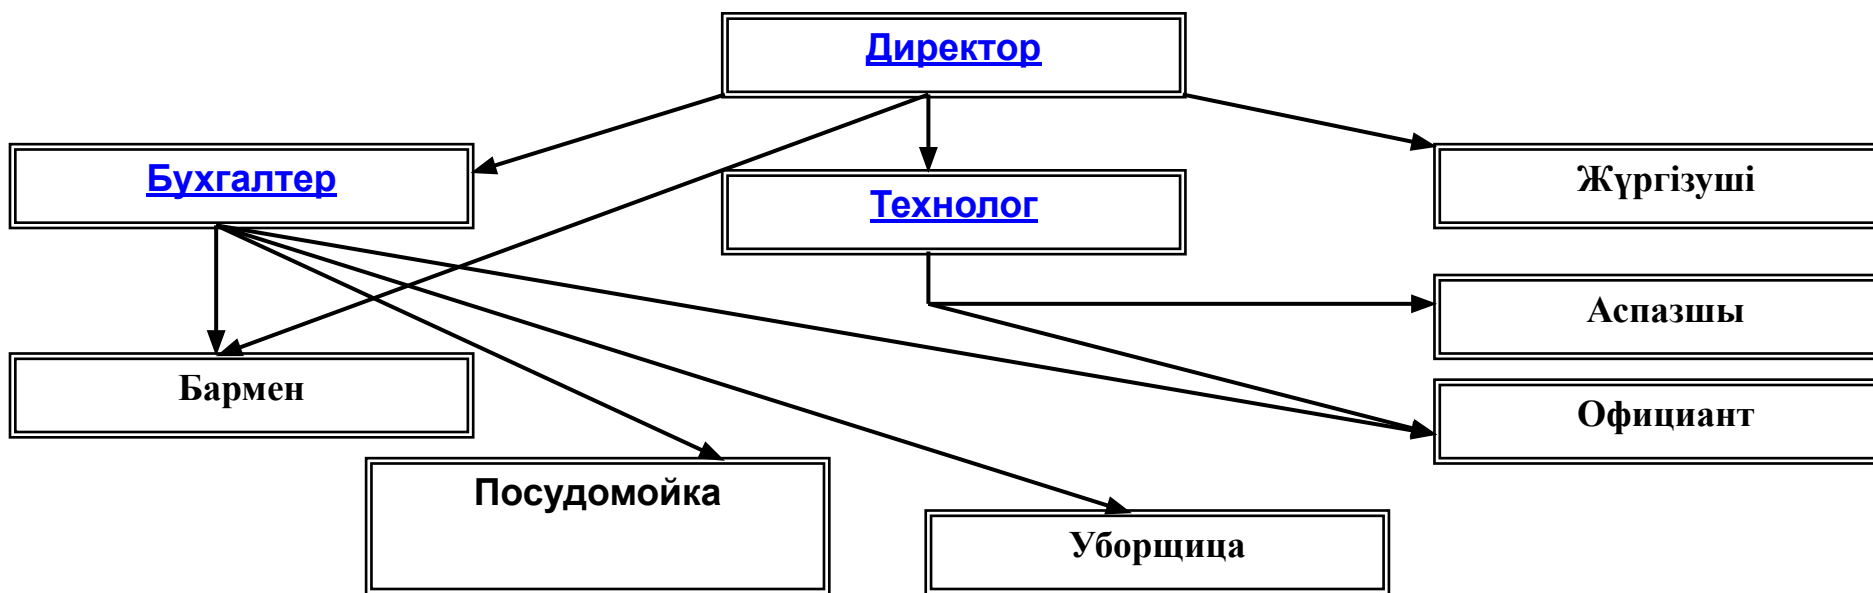 Директор
Бухгалтер
Технолог
Жүргізуші
Аспазшы
Бармен
Официант
Посудомойка
Уборщица